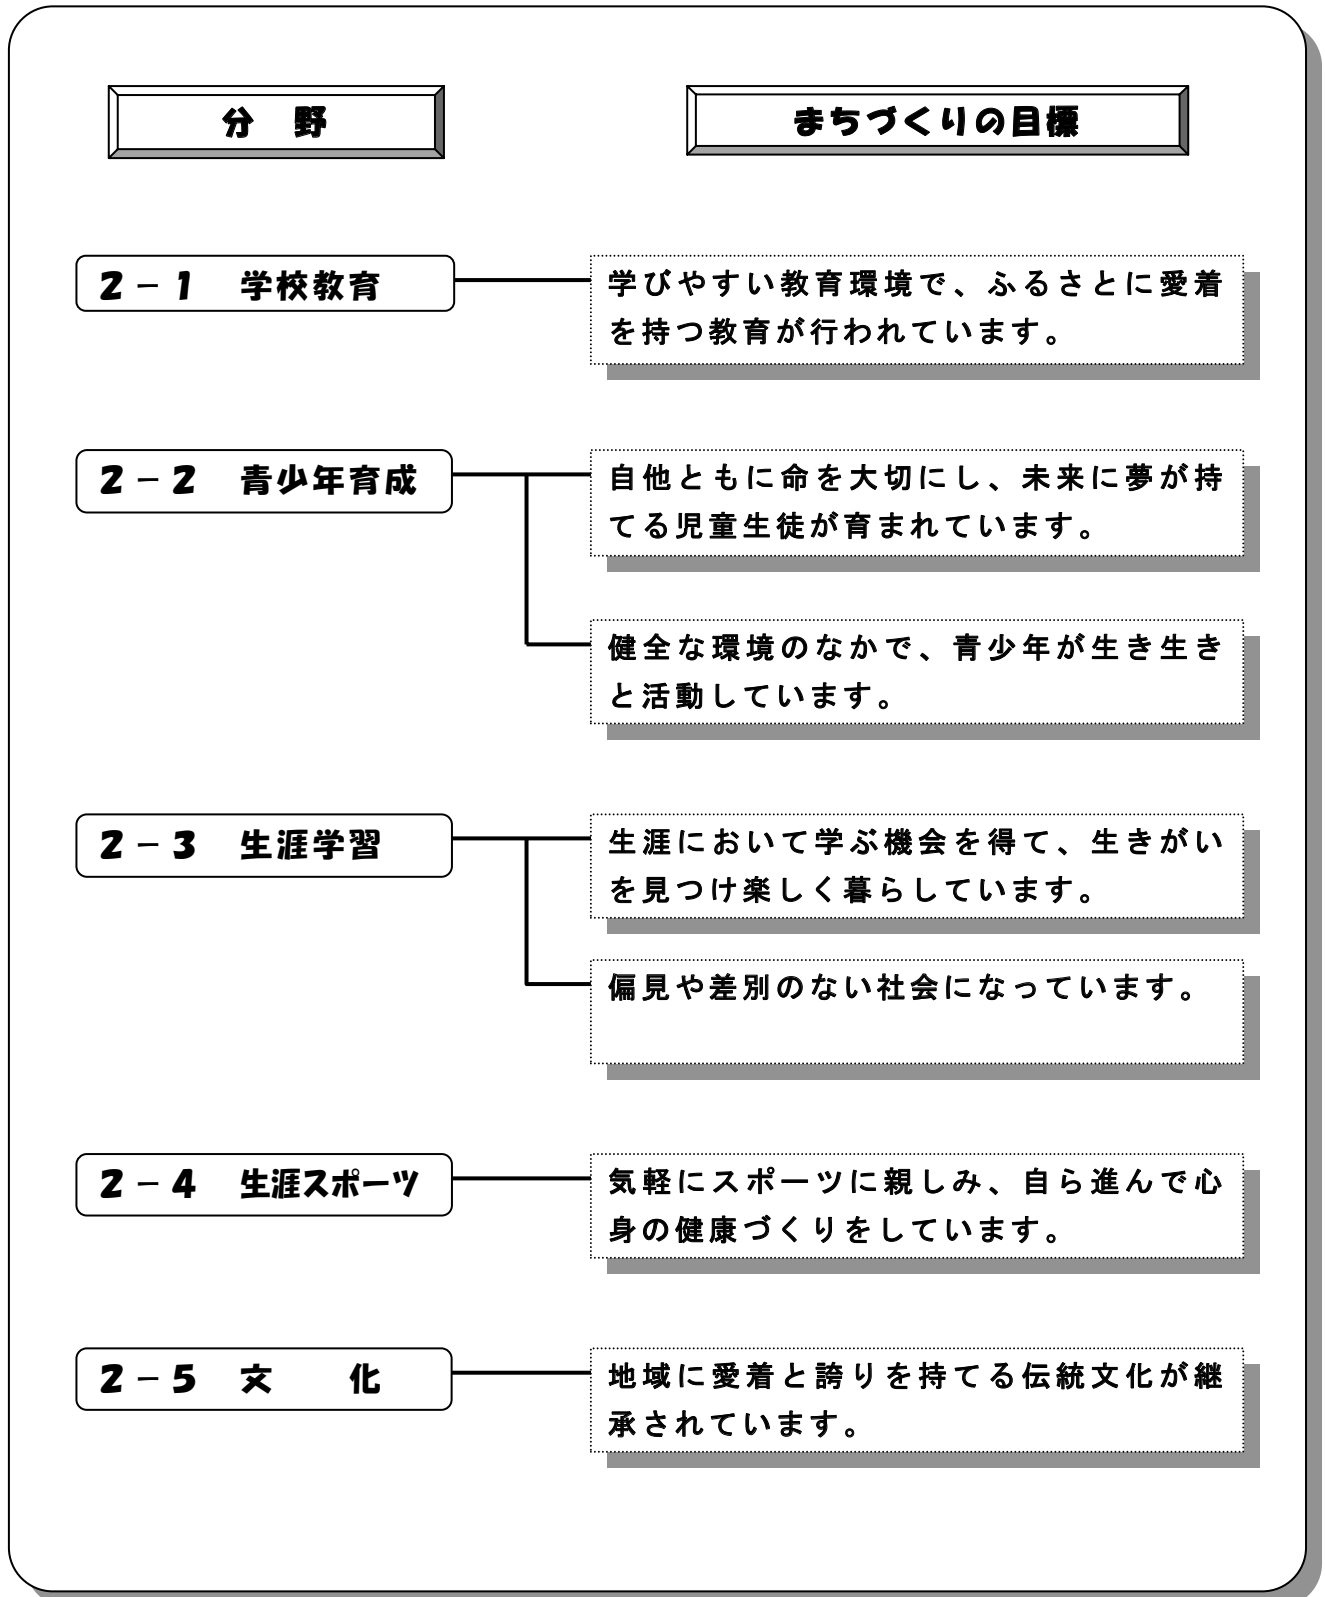 分　野
まちづくりの目標
２－１　学校教育
学びやすい教育環境で、ふるさとに愛着
を持つ教育が行われています。
２－２　青少年育成
自他ともに命を大切にし、未来に夢が持
てる児童生徒が育まれています。
健全な環境のなかで、青少年が生き生き
と活動しています。
２－３　生涯学習
生涯において学ぶ機会を得て、生きがい
を見つけ楽しく暮らしています。
偏見や差別のない社会になっています。
２－４　生涯スポーツ
気軽にスポーツに親しみ、自ら進んで心
身の健康づくりをしています。
２－５　文　　化
地域に愛着と誇りを持てる伝統文化が継
承されています。